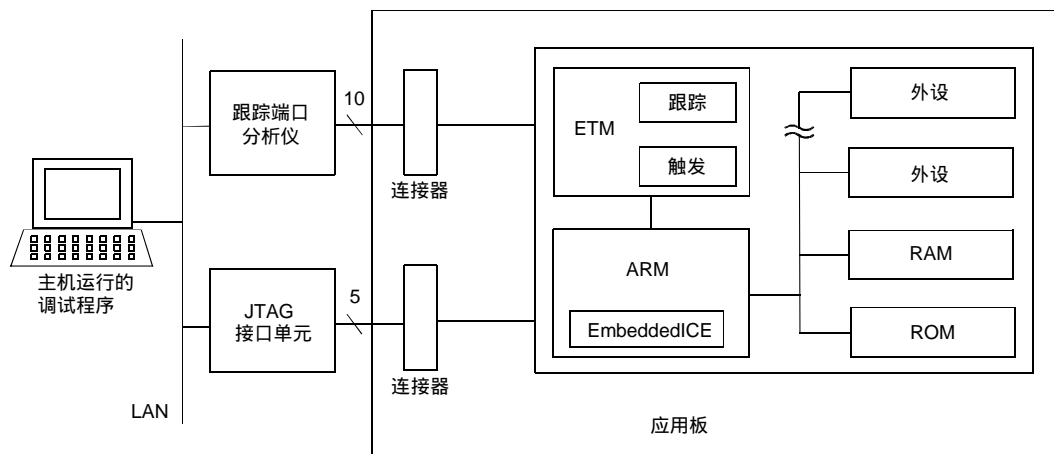 主机运行的
调试程序
LAN
跟踪端口
分析仪
10
连接器
JTAG
接口单元
5
连接器
ETM
跟踪
触发
ARM
EmbeddedICE
外设
外设
RAM
ROM
应用板